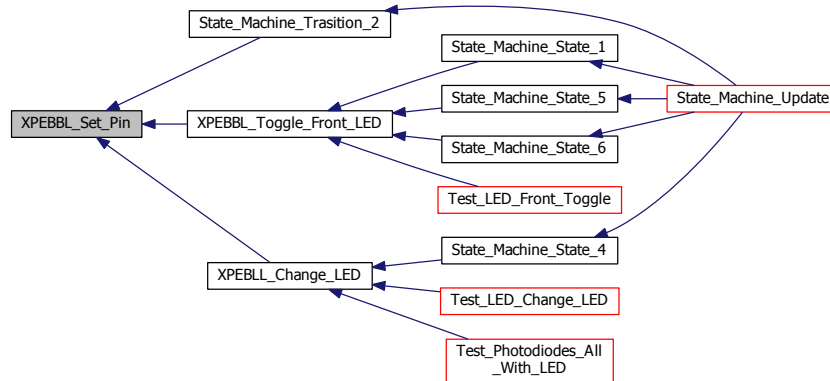 State_Machine_Trasition_2
State_Machine_State_1
State_Machine_State_5
State_Machine_Update
XPEBBL_Set_Pin
XPEBBL_Toggle_Front_LED
State_Machine_State_6
Test_LED_Front_Toggle
State_Machine_State_4
XPEBLL_Change_LED
Test_LED_Change_LED
Test_Photodiodes_All
_With_LED